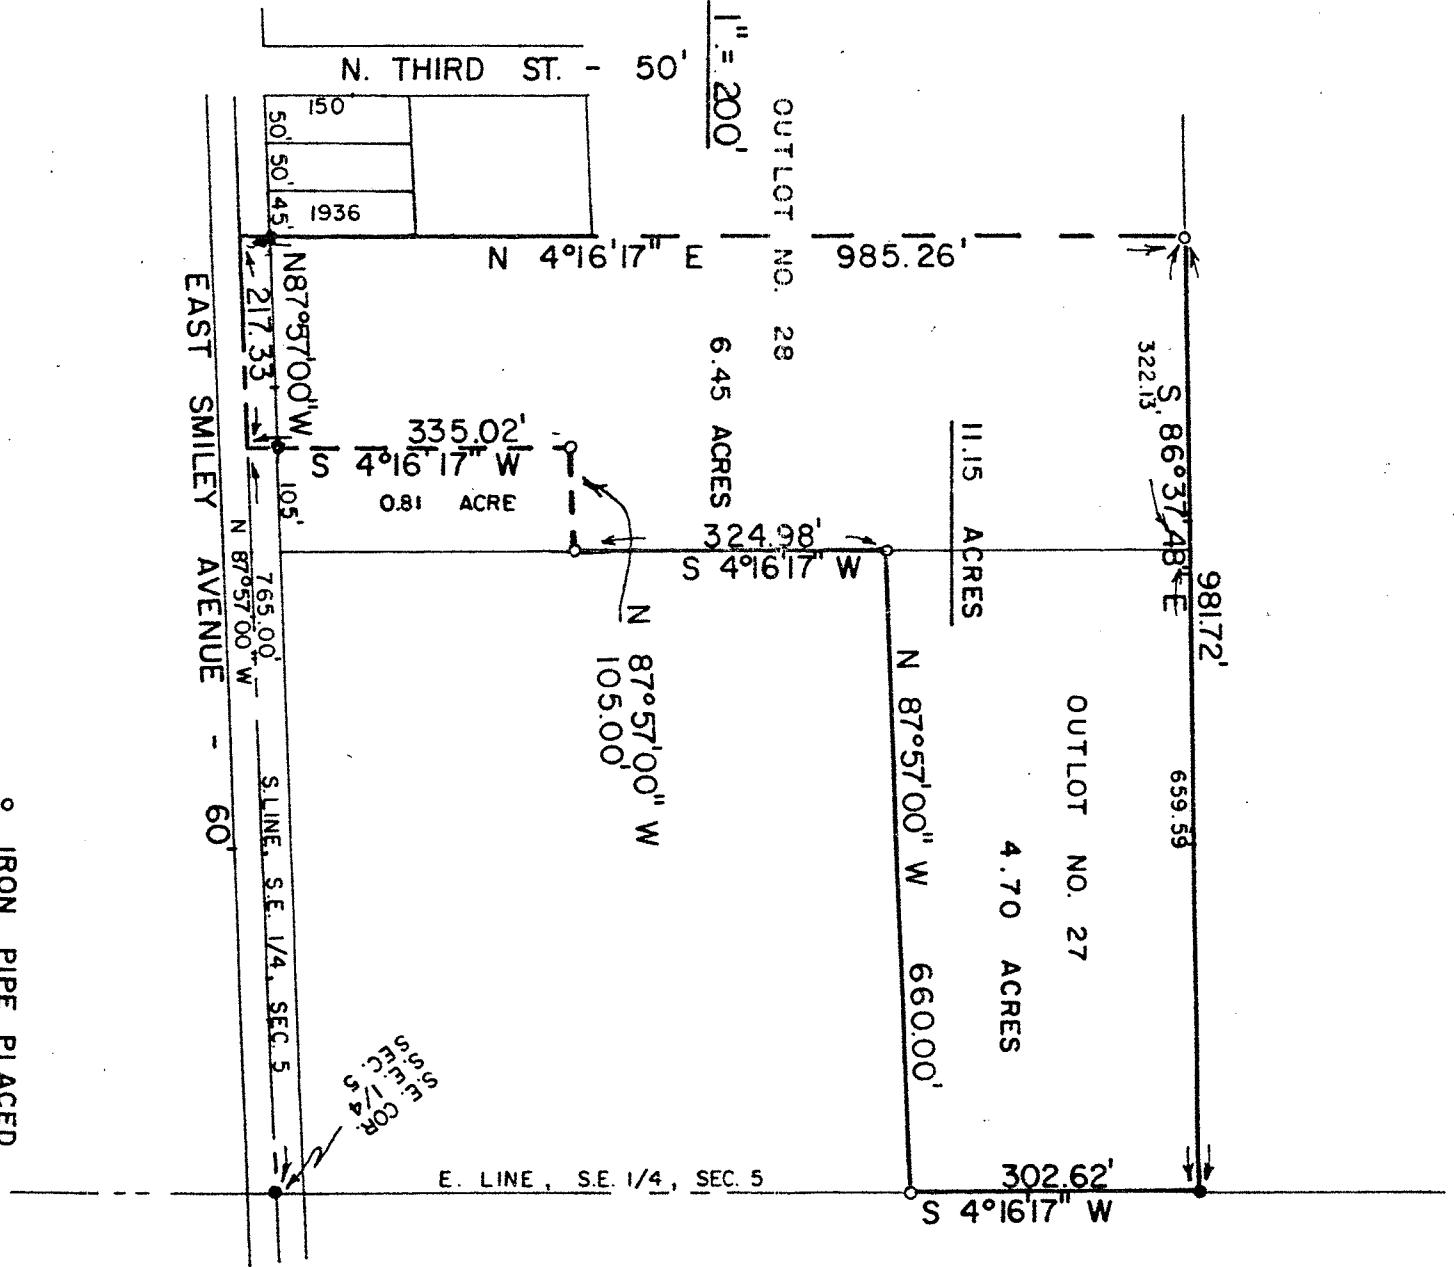 1" = 200'
N. THIRD ST. - 50'
150'
50'
50'
45'
1936
OUTLOT NO. 28
N 4°16'17" E 985.26'
N87°57'00"W
217.33'
EAST SMILEY AVENUE - 60'
335.02'
S 4°16'17" W
0.81 ACRE
105'
6.45 ACRES
11.15 ACRES
322.13'
S 86°37'48" E
981.72'
659.59
324.98'
S 4°16'17" W
N 87°57'00" W
105.00'
N 87°57'00" W
765.00'
N 87°57'00" W 660.00'
OUTLOT NO. 27
4.70 ACRES
S. LINE, S.E. 1/4, SEC. 5
S.E. COR.
S.E. 1/4
SEC. 5
E. LINE, S.E. 1/4, SEC. 5
302.62'
S 4°16'17" W
O IRON PIPE PLACED